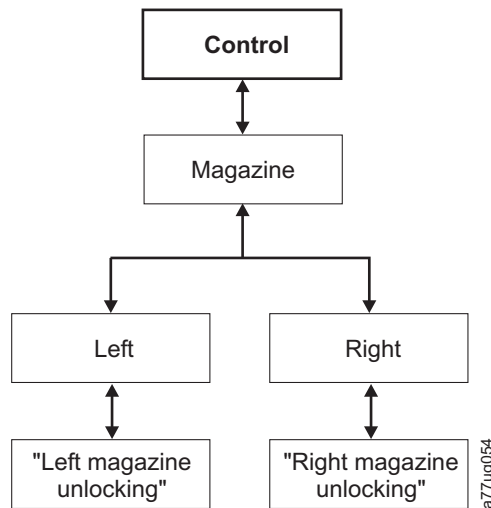 Control
Magazine
Left
Right
"Left magazine
unlocking"
"Right magazine
unlocking"
a77ug054